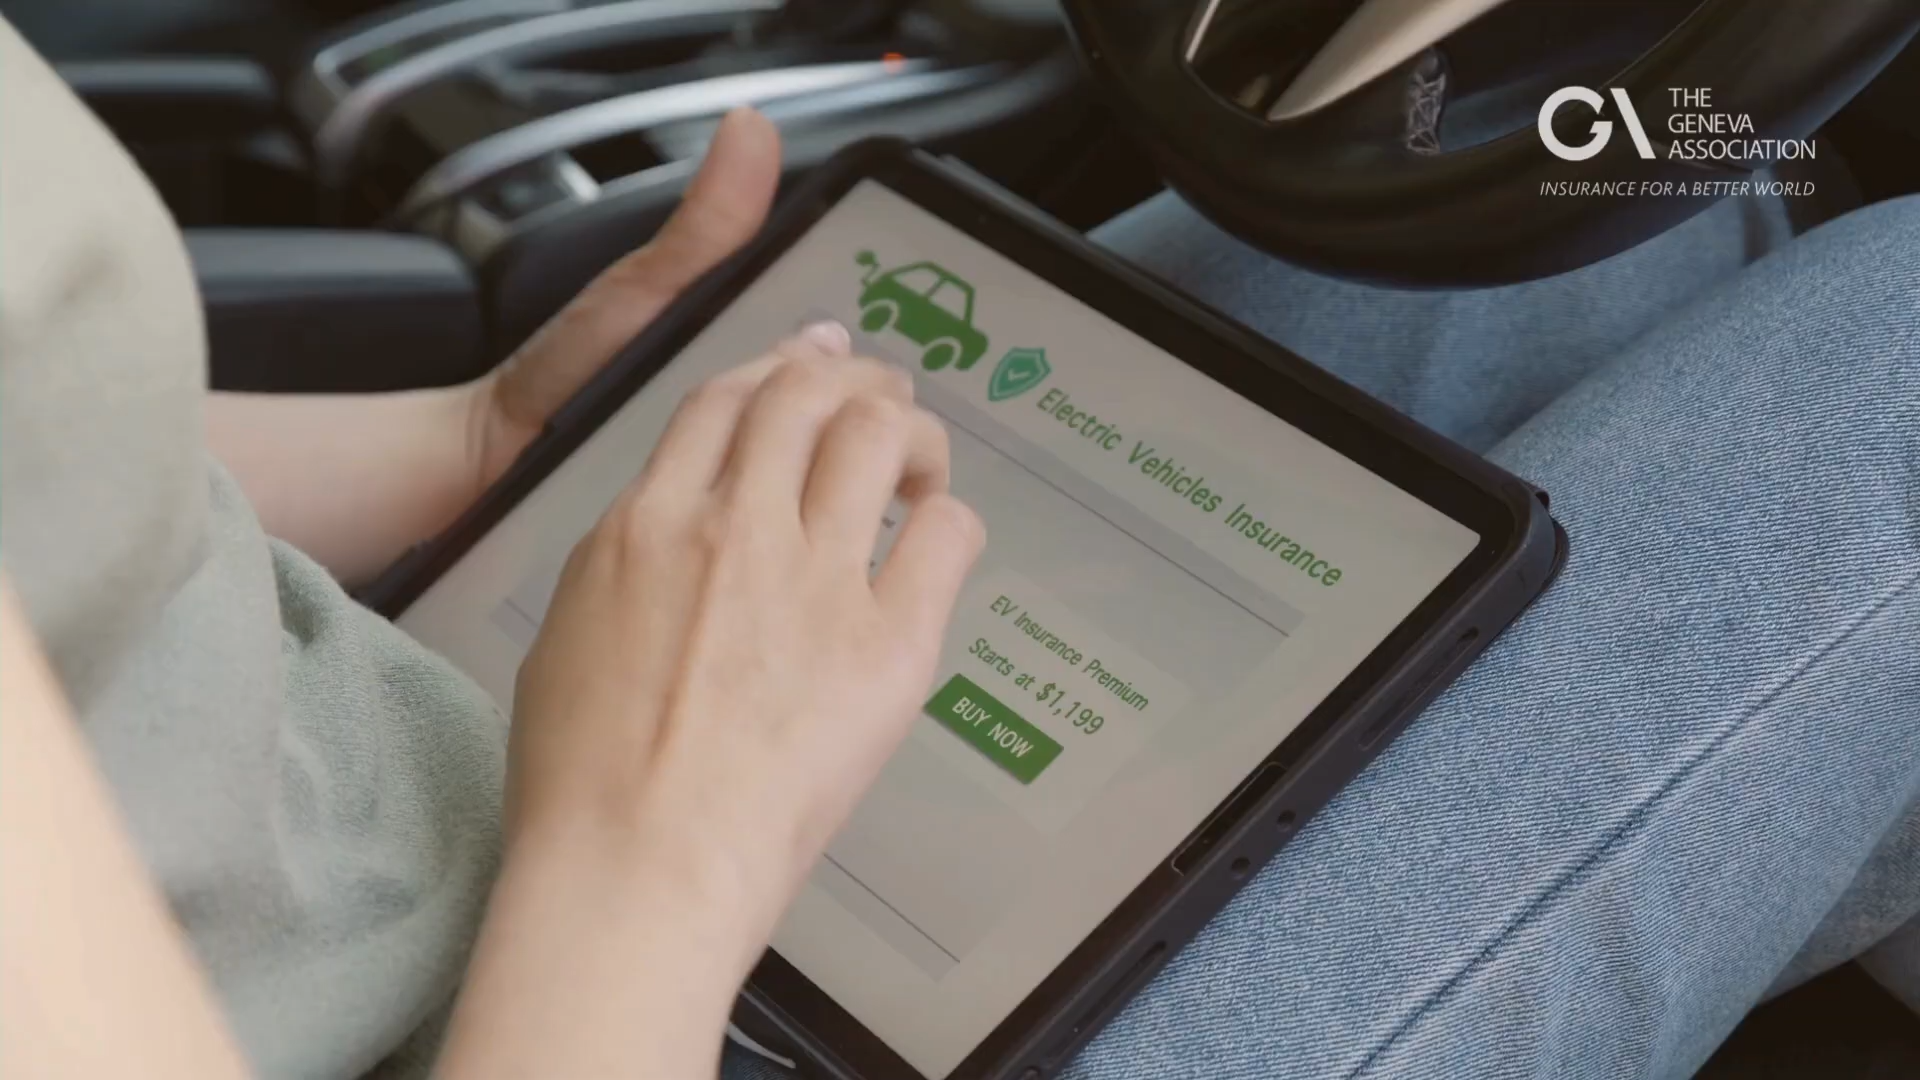 THE
GENEVA
ASSOCIATION
INSURANCE FOR A BETTER WORLD
Electric Vehicles Insurance
EV Insurance Premium
Starts at $1,199
BUY NOW